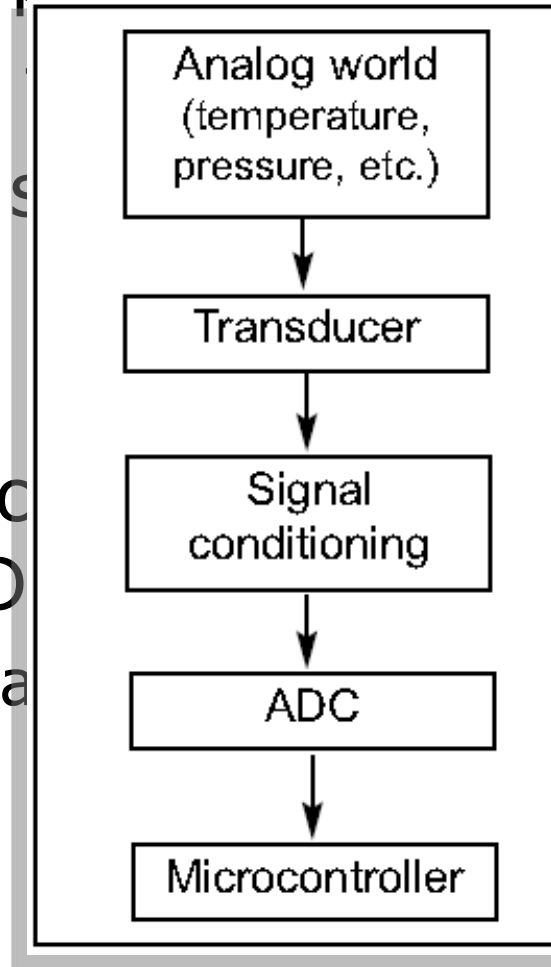 Analog world
(temperature,
pressure, etc.)
Transducer
Signal
conditioning
ADC
Microcontroller